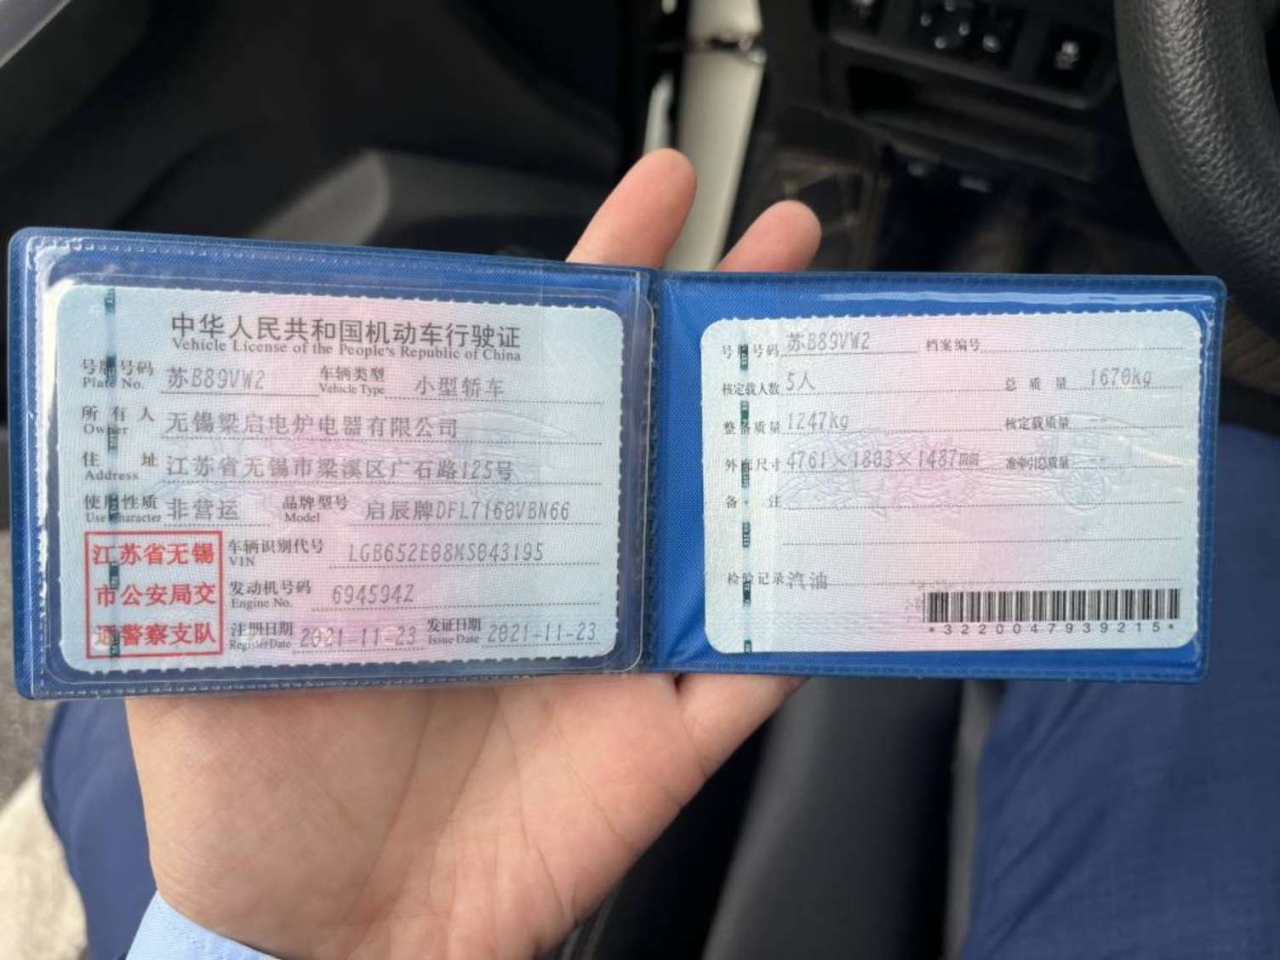 中华人民共和国机动车行驶证
Vehicle License of the People's Republic of China
号牌号码 苏B89VW2 车辆类型 小型轿车
Plate No. Vehicle Type
所有人 无锡梁启电炉电器有限公司
Owner
住址 江苏省无锡市梁溪区广石路125号
Address
使用性质 非营运 品牌型号 启辰牌DFL7160VBN66
Use Character Model
江苏省无锡市公安局交通警察支队
车辆识别代号 LGB652E08MS043195
VIN
发动机号码 694594Z
Engine No.
注册日期 2021-11-23 发证日期 2021-11-23
Register Date Issue Date
号牌号码 苏B89VW2 档案编号
核定载人数 5人 总质量 1670kg
整备质量 1247kg 核定载质量 --
外廓尺寸 4761×1803×1487mm 准牵引总质量 --
备注
检验记录 汽油
*3220047939215*